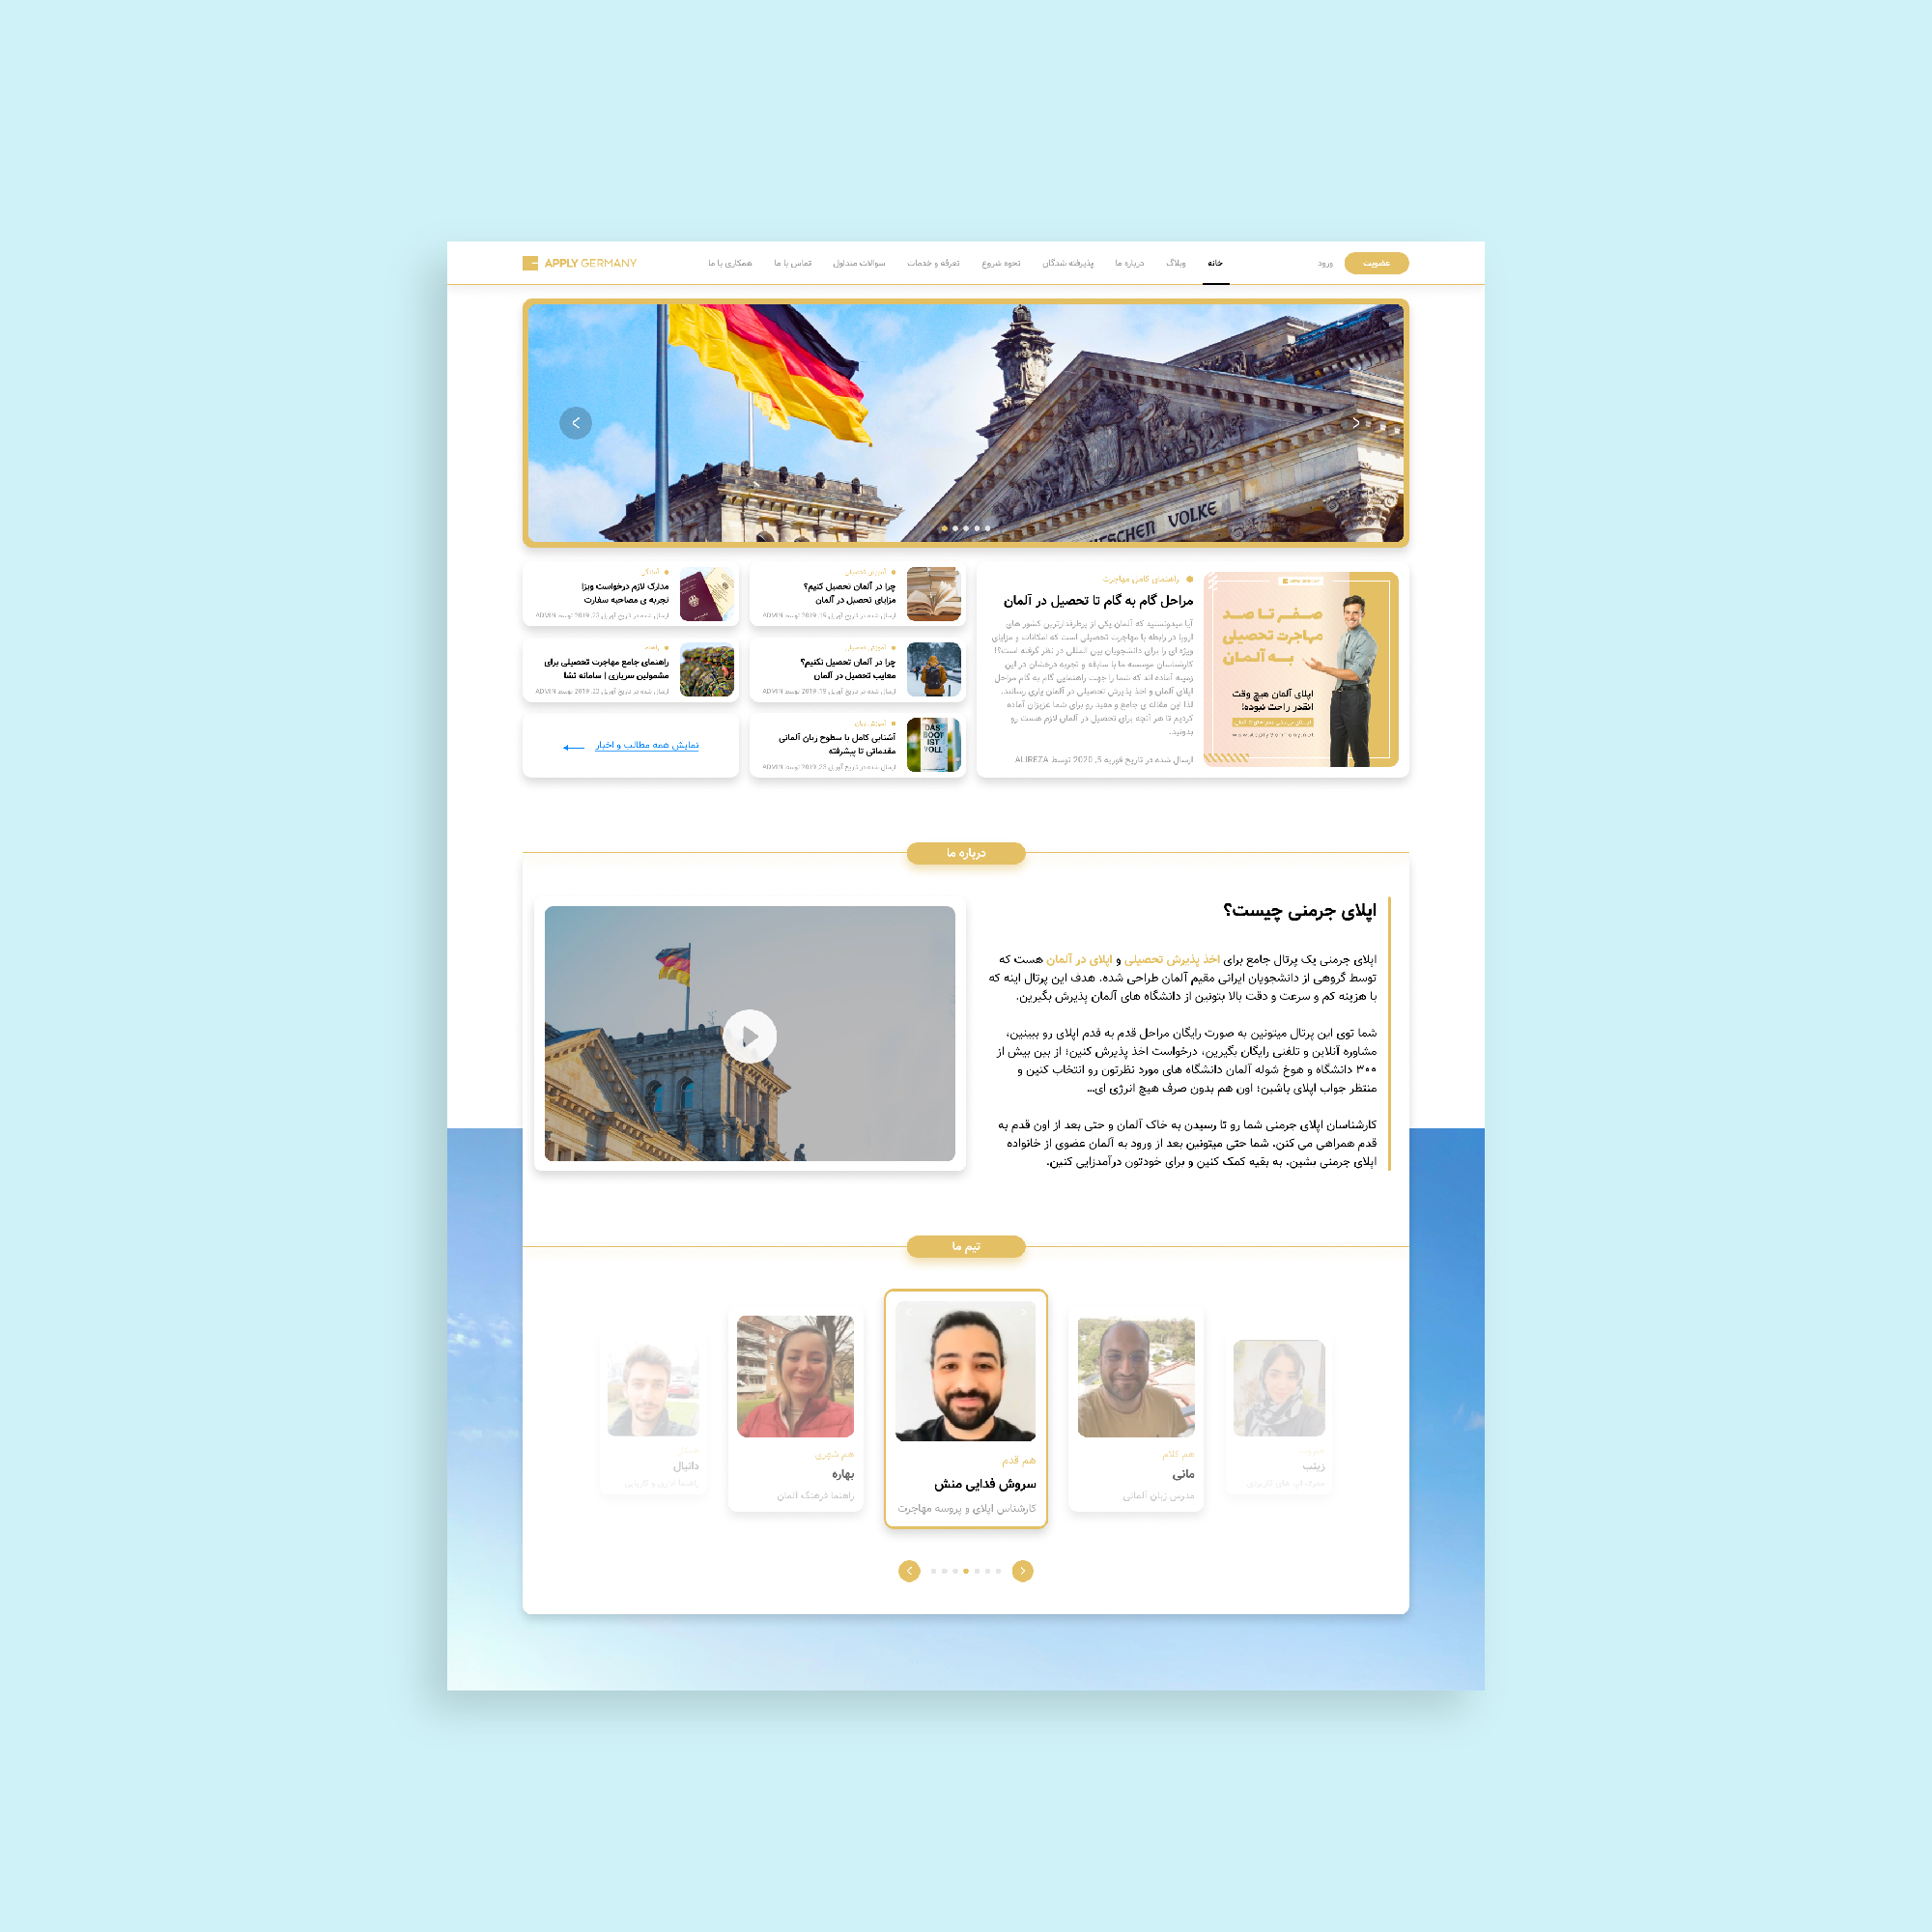 عضویت
ورود
خانه
وبلاگ
درباره ما
پذیرفته شدگان
نحوه شروع
تعرفه و خدمات
سوالات متداول
تماس با ما
همکاری با ما
APPLY GERMANY
SCHEN VOLKE
صفر تا صد
مهاجرت تحصیلی
به آلمان
اپلای آلمان هیچ وقت
انقدر راحت نبوده!
راهنمای کامل مهاجرت
مراحل گام به گام تا تحصیل در آلمان
آیا میدونستید که آلمان یکی از پرطرفدارترین کشور های
اروپا در رابطه با مهاجرت تحصیلی است که امکانات و مزایای
ویژه ای را برای دانشجویان بین المللی در نظر گرفته است؟!
کارشناسان موسسه ما با سابقه و تجربه درخشان در این
زمینه آماده اند که شما را جهت راهنمایی گام به گام مراحل
اپلای آلمان و اخذ پذیرش تحصیلی در آلمان یاری رسانند.
لذا این مقاله ی جامع و مفید رو برای شما عزیزان آماده
کردیم تا هر آنچه برای تحصیل در آلمان لازم هست رو
بدونید.
ارسال شده در تاریخ فوریه 5, 2020 توسط ALIREZA
آموزش تحصیلی
چرا در آلمان تحصیل کنیم؟
مزایای تحصیل در آلمان
ارسال شده در تاریخ آوریل 19, 2019 توسط ADMIN
آموزش تحصیلی
چرا در آلمان تحصیل نکنیم؟
معایب تحصیل در آلمان
ارسال شده در تاریخ آوریل 19, 2019 توسط ADMIN
DAS
BOOT
IST
VOLL
آموزش زبان
آشنایی کامل با سطوح زبان آلمانی
مقدماتی تا پیشرفته
ارسال شده در تاریخ آوریل 23, 2019 توسط ADMIN
مدارک لازم درخواست ویزا
تجربه ی مصاحبه سفارت
ارسال شده در تاریخ آوریل 23, 2019 توسط ADMIN
راهنمای جامع مهاجرت تحصیلی برای
مشمولین سربازی | سامانه تشا
ارسال شده در تاریخ آوریل 23, 2019 توسط ADMIN
نمایش همه مطالب و اخبار
درباره ما
اپلای جرمنی چیست؟
اپلای جرمنی یک پرتال جامع برای اخذ پذیرش تحصیلی و اپلای در آلمان هست که
توسط گروهی از دانشجویان ایرانی مقیم آلمان طراحی شده. هدف این پرتال اینه که
با هزینه کم و سرعت و دقت بالا بتونین از دانشگاه های آلمان پذیرش بگیرین.
شما توی این پرتال میتونین به صورت رایگان مراحل قدم به قدم اپلای رو ببینین،
مشاوره آنلاین و تلفنی رایگان بگیرین، درخواست اخذ پذیرش کنین؛ از بین بیش از
۳۰۰ دانشگاه و هوخ شوله آلمان دانشگاه های مورد نظرتون رو انتخاب کنین و
منتظر جواب اپلای باشین؛ اون هم بدون صرف هیچ انرژی ای...
کارشناسان اپلای جرمنی شما رو تا رسیدن به خاک آلمان و حتی بعد از اون قدم به
قدم همراهی می کنن. شما حتی میتونین بعد از ورود به آلمان عضوی از خانواده
اپلای جرمنی بشین، به بقیه کمک کنین و برای خودتون درآمدزایی کنین.
تیم ما
زینب
هم کلام
مانی
مدرس زبان آلمانی
هم قدم
سروش فدایی منش
کارشناس اپلای و پروسه مهاجرت
هم شهری
بهاره
راهنما فرهنگ آلمان
دانیال